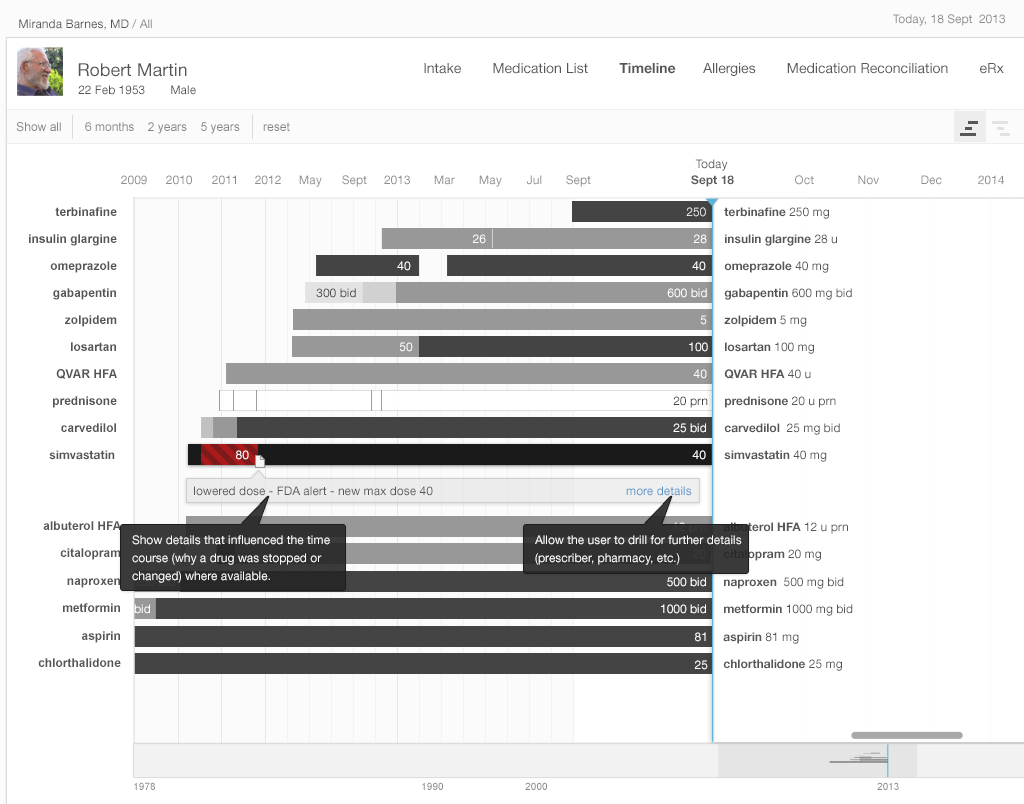 Miranda Barnes, MD / All
Today, 18 Sept 2013
Robert Martin
22 Feb 1953 Male
Intake Medication List Timeline Allergies Medication Reconciliation eRx
Show all 6 months 2 years 5 years reset
Today
2009 2010 2011 2012 May Sept 2013 Mar May Jul Sept Sept 18 Oct Nov Dec 2014
terbinafine 250 terbinafine 250 mg
insulin glargine 26 28 insulin glargine 28 u
omeprazole 40 40 omeprazole 40 mg
gabapentin 300 bid 600 bid gabapentin 600 mg bid
zolpidem 5 zolpidem 5 mg
losartan 50 100 losartan 100 mg
QVAR HFA 40 QVAR HFA 40 u
prednisone 20 prn prednisone 20 u prn
carvedilol 25 bid carvedilol 25 mg bid
simvastatin 80 40 simvastatin 40 mg
lowered dose - FDA alert - new max dose 40 more details
albuterol HFA albuterol HFA 12 u prn
citalopram 20 citalopram 20 mg
Show details that influenced the time
course (why a drug was stopped or
changed) where available.
Allow the user to drill for further details
(prescriber, pharmacy, etc.)
naproxen 500 bid naproxen 500 mg bid
metformin bid 1000 bid metformin 1000 mg bid
aspirin 81 aspirin 81 mg
chlorthalidone 25 chlorthalidone 25 mg
1978 1990 2000 2013